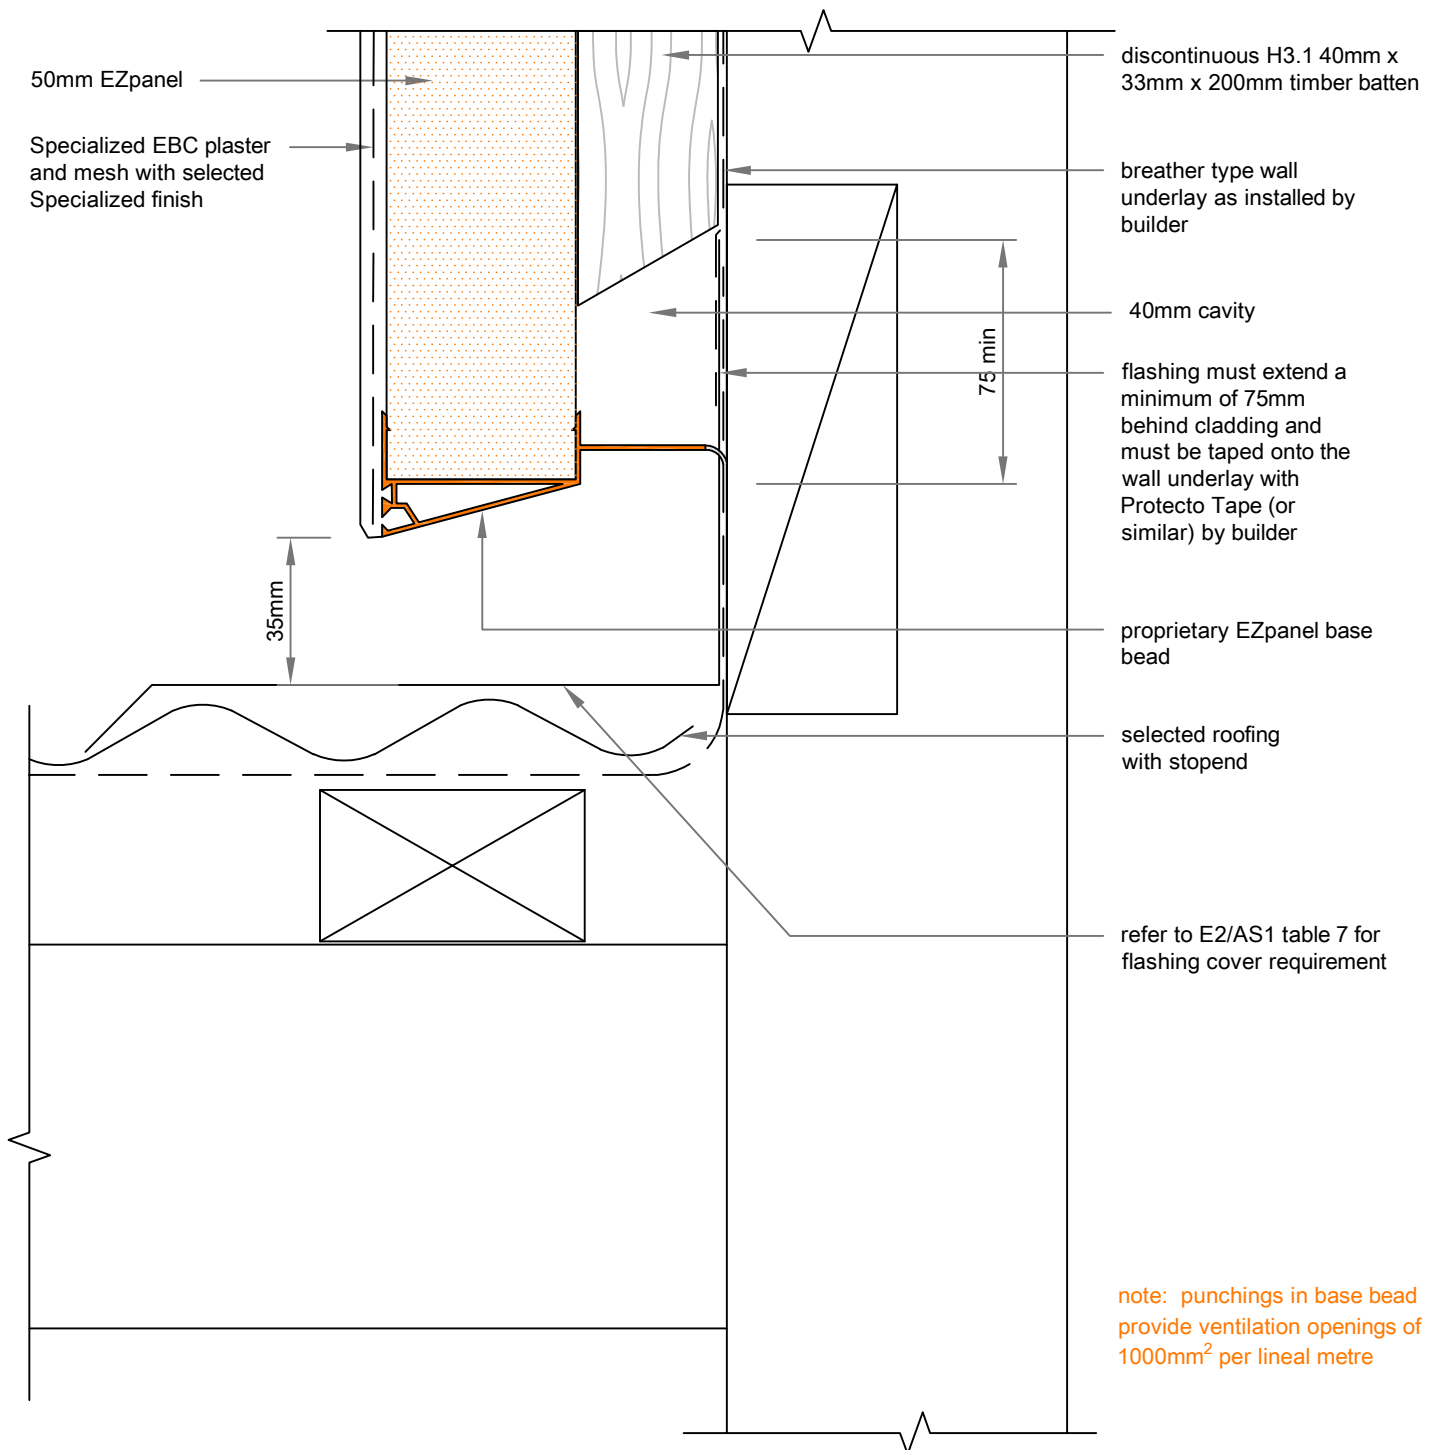 50mm EZpanel
Specialized EBC plaster
and mesh with selected
Specialized finish
discontinuous H3.1 40mm x
33mm x 200mm timber batten
breather type wall
underlay as installed by
builder
40mm cavity
75 min
flashing must extend a
minimum of 75mm
behind cladding and
must be taped onto the
wall underlay with
Protecto Tape (or
similar) by builder
35mm
proprietary EZpanel base
bead
selected roofing
with stopend
refer to E2/AS1 table 7 for
flashing cover requirement
note: punchings in base bead
provide ventilation openings of
1000mm² per lineal metre